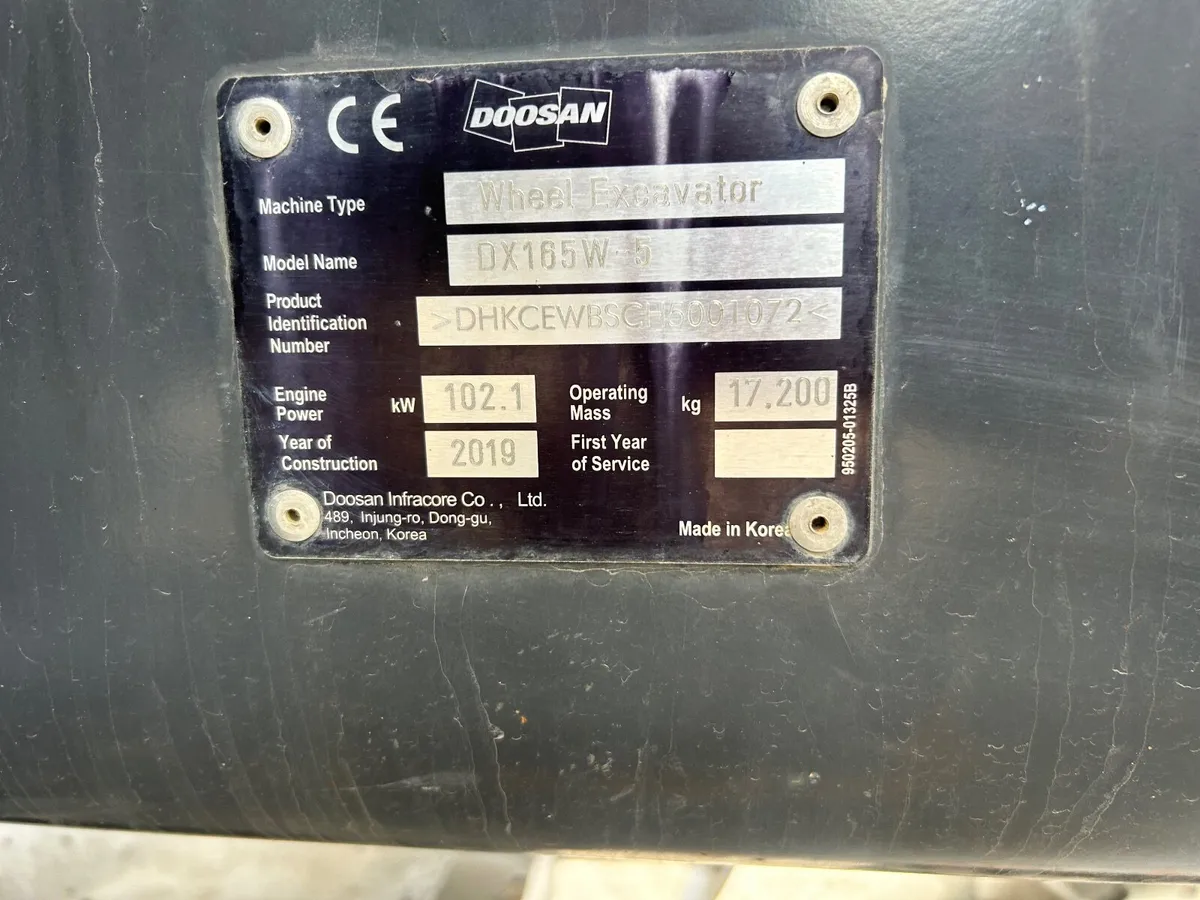 CE DOOSAN
Machine Type Wheel Excavator
Model Name DX165W-5
Product
Identification
Number >DHKCEWBSCH5001072<
Engine
Power kW 102.1
Operating
Mass kg 17,200
Year of
Construction 2019
First Year
of Service
950205-01325B
Doosan Infracore Co., Ltd.
489, Injung-ro, Dong-gu,
Incheon, Korea
Made in Korea